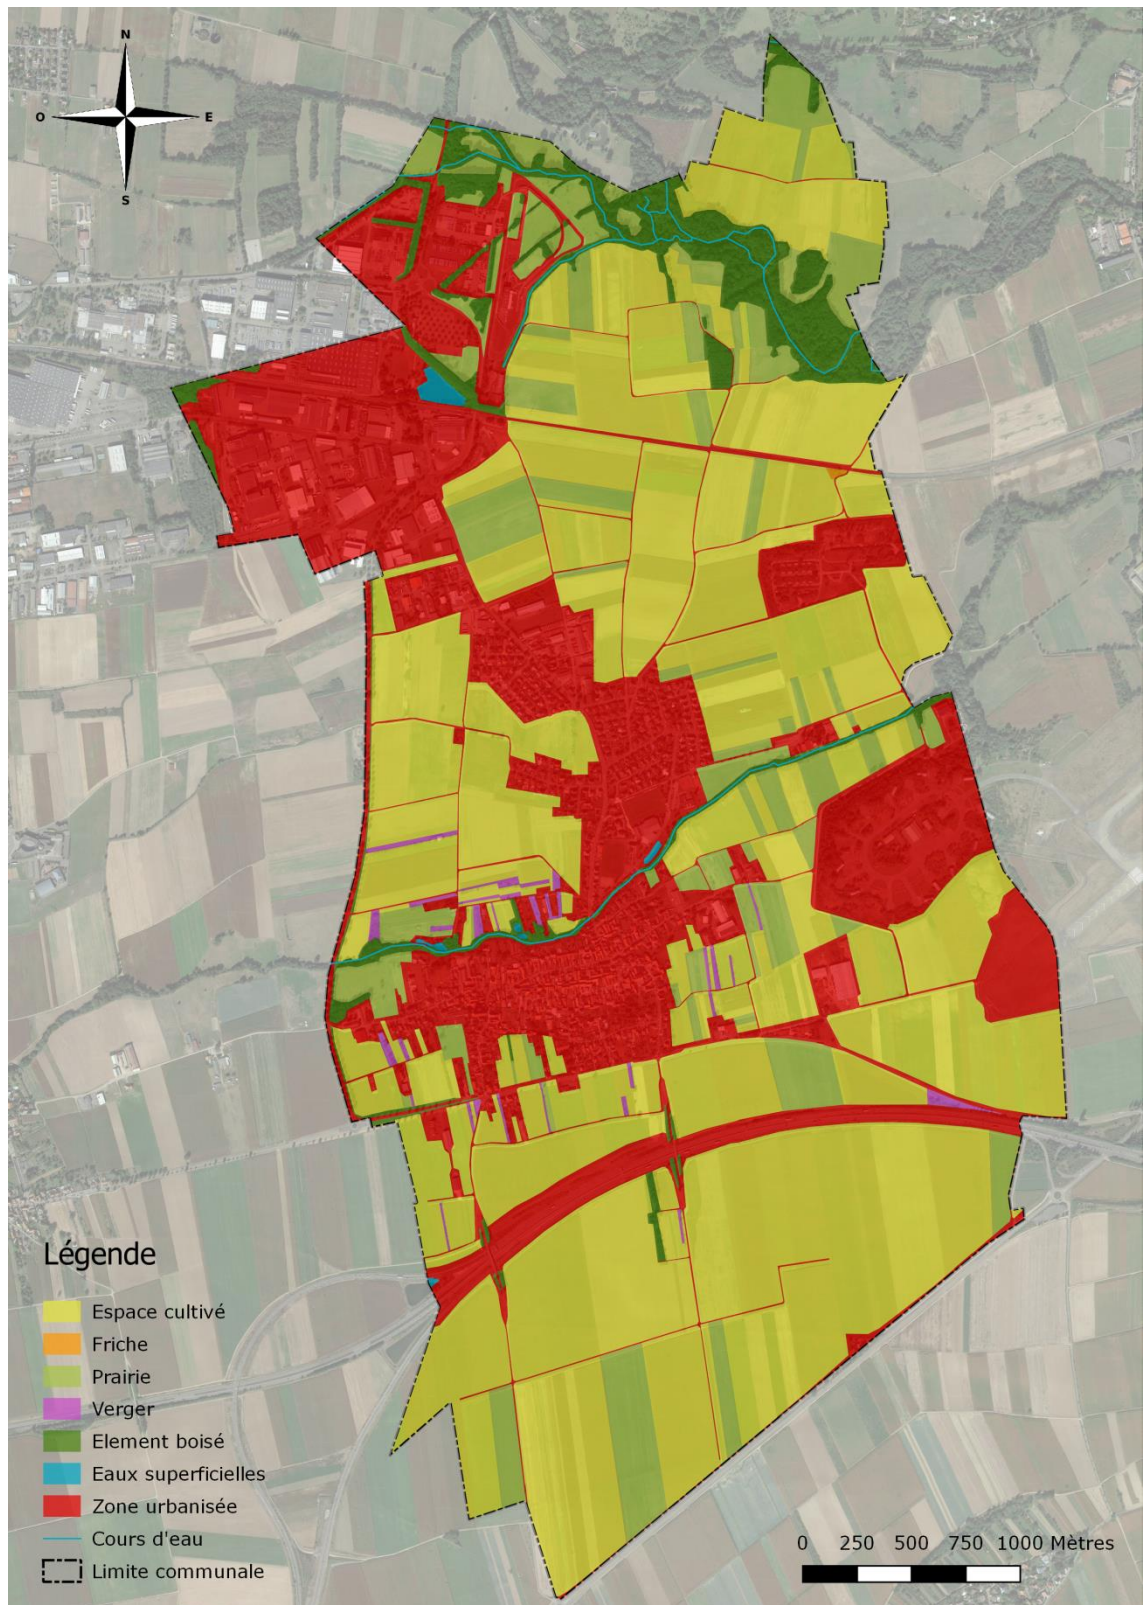 N
O E
S
Légende
Espace cultivé
Friche
Prairie
Verger
Element boisé
Eaux superficielles
Zone urbanisée
Cours d'eau
Limite communale
0 250 500 750 1000 Mètres